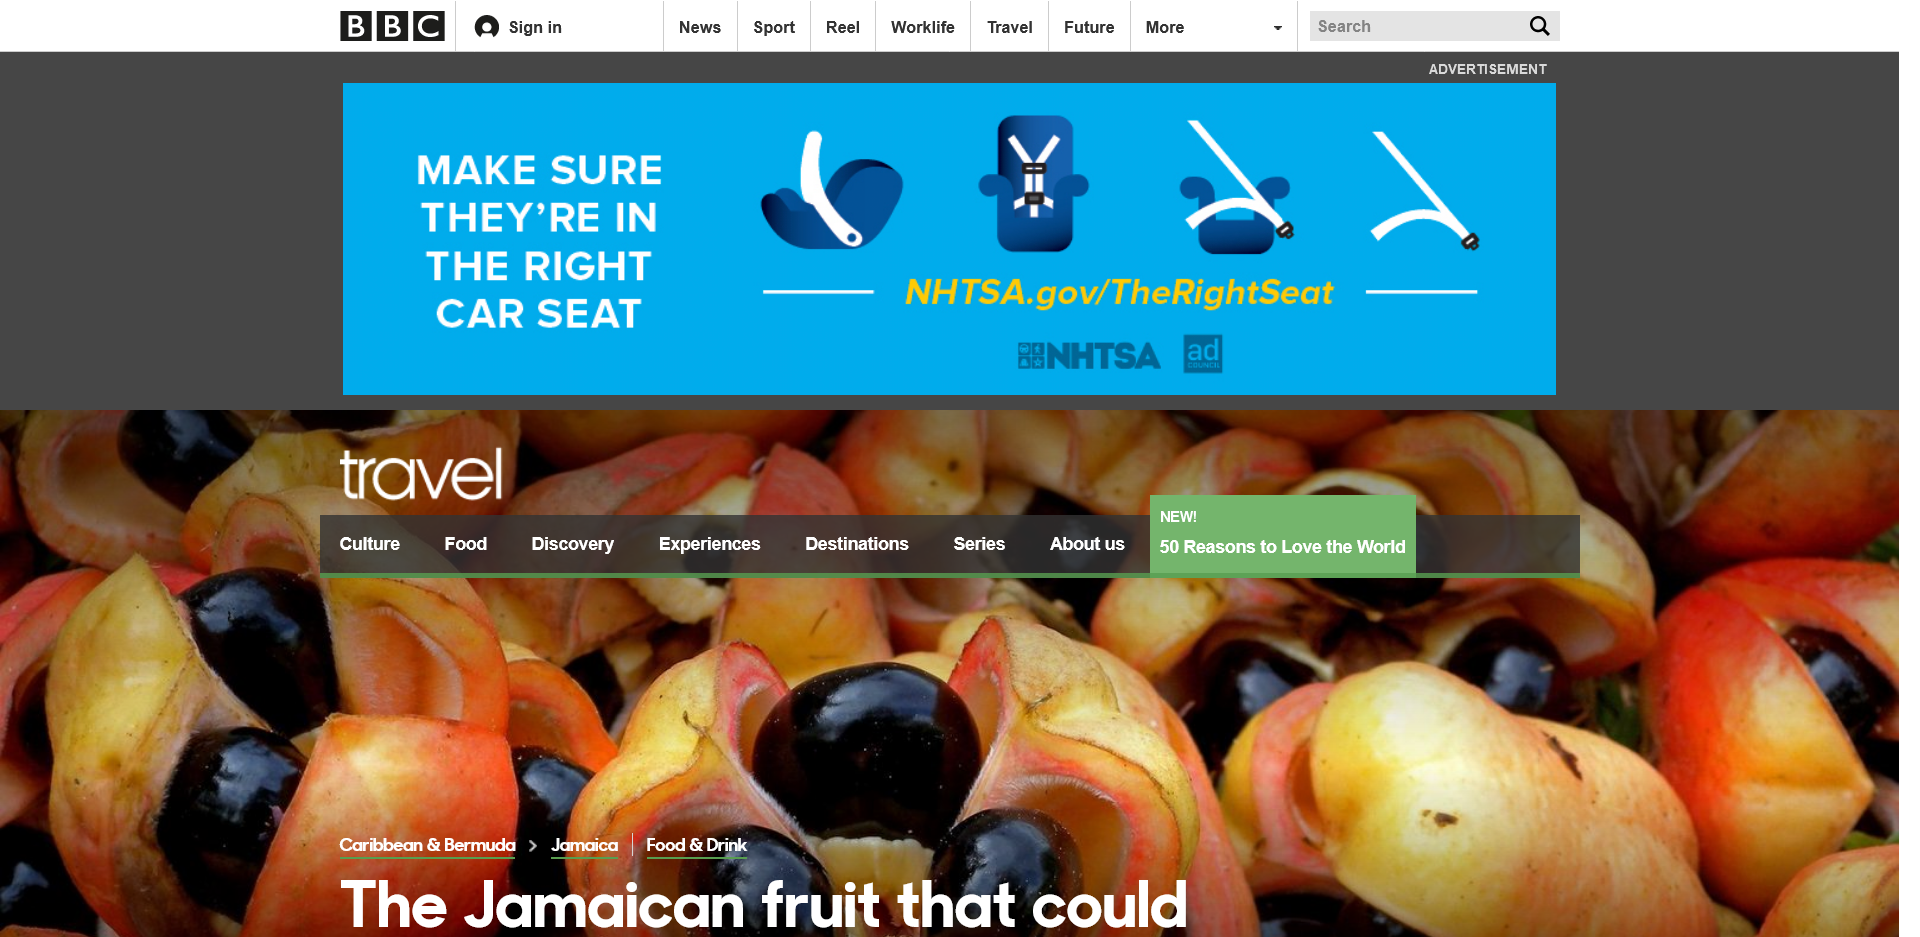 BBC
Sign in
News
Sport
Reel
Worklife
Travel
Future
More
Search
ADVERTISEMENT
MAKE SURE
THEY'RE IN
THE RIGHT
CAR SEAT
NHTSA.gov/TheRightSeat
NHTSA
ad
COUNCIL
travel
Culture
Food
Discovery
Experiences
Destinations
Series
About us
NEW!
50 Reasons to Love the World
Caribbean & Bermuda
Jamaica
Food & Drink
The Jamaican fruit that could